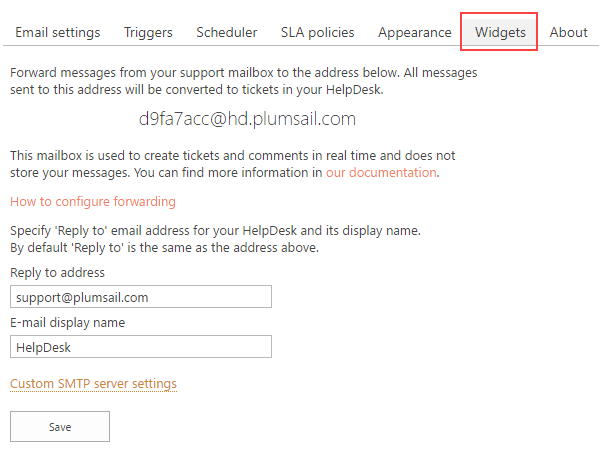 Email settings Triggers Scheduler SLA policies Appearance Widgets About
Forward messages from your support mailbox to the address below. All messages
sent to this address will be converted to tickets in your HelpDesk.
d9fa7acc@hd.plumsail.com
This mailbox is used to create tickets and comments in real time and does not
store your messages. You can find more information in our documentation.
How to configure forwarding
Specify 'Reply to' email address for your HelpDesk and its display name.
By default 'Reply to' is the same as the address above.
Reply to address
support@plumsail.com
E-mail display name
HelpDesk
Custom SMTP server settings
Save